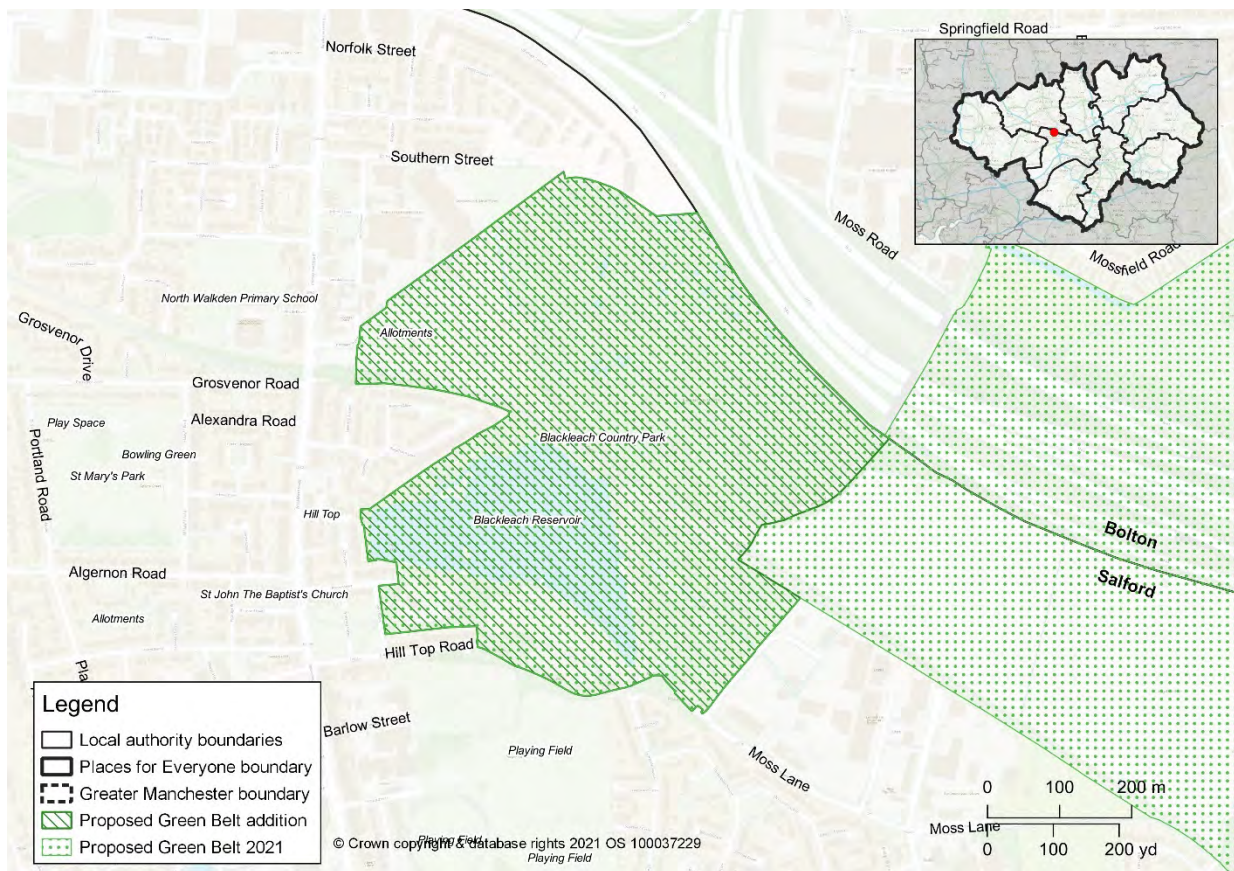 Springfield Road
Norfolk Street
Southern Street
Moss Road
Mossfield Road
North Walkden Primary School
Allotments
Grosvenor Drive
Grosvenor Road
Alexandra Road
Play Space
Portland Road
Bowling Green
Blackleach Country Park
St Mary's Park
Hill Top
Blackleach Reservoir
Bolton
Salford
Algernon Road
St John The Baptist's Church
Allotments
Hill Top Road
Pla
Barlow Street
Playing Field
Moss Lane
Legend
Local authority boundaries
Places for Everyone boundary
Greater Manchester boundary
Proposed Green Belt addition
Proposed Green Belt 2021
0 100 200 m
Moss Lane
0 100 200 yd
Playing Field
© Crown copyright & database rights 2021 OS 100037229
Playing Field